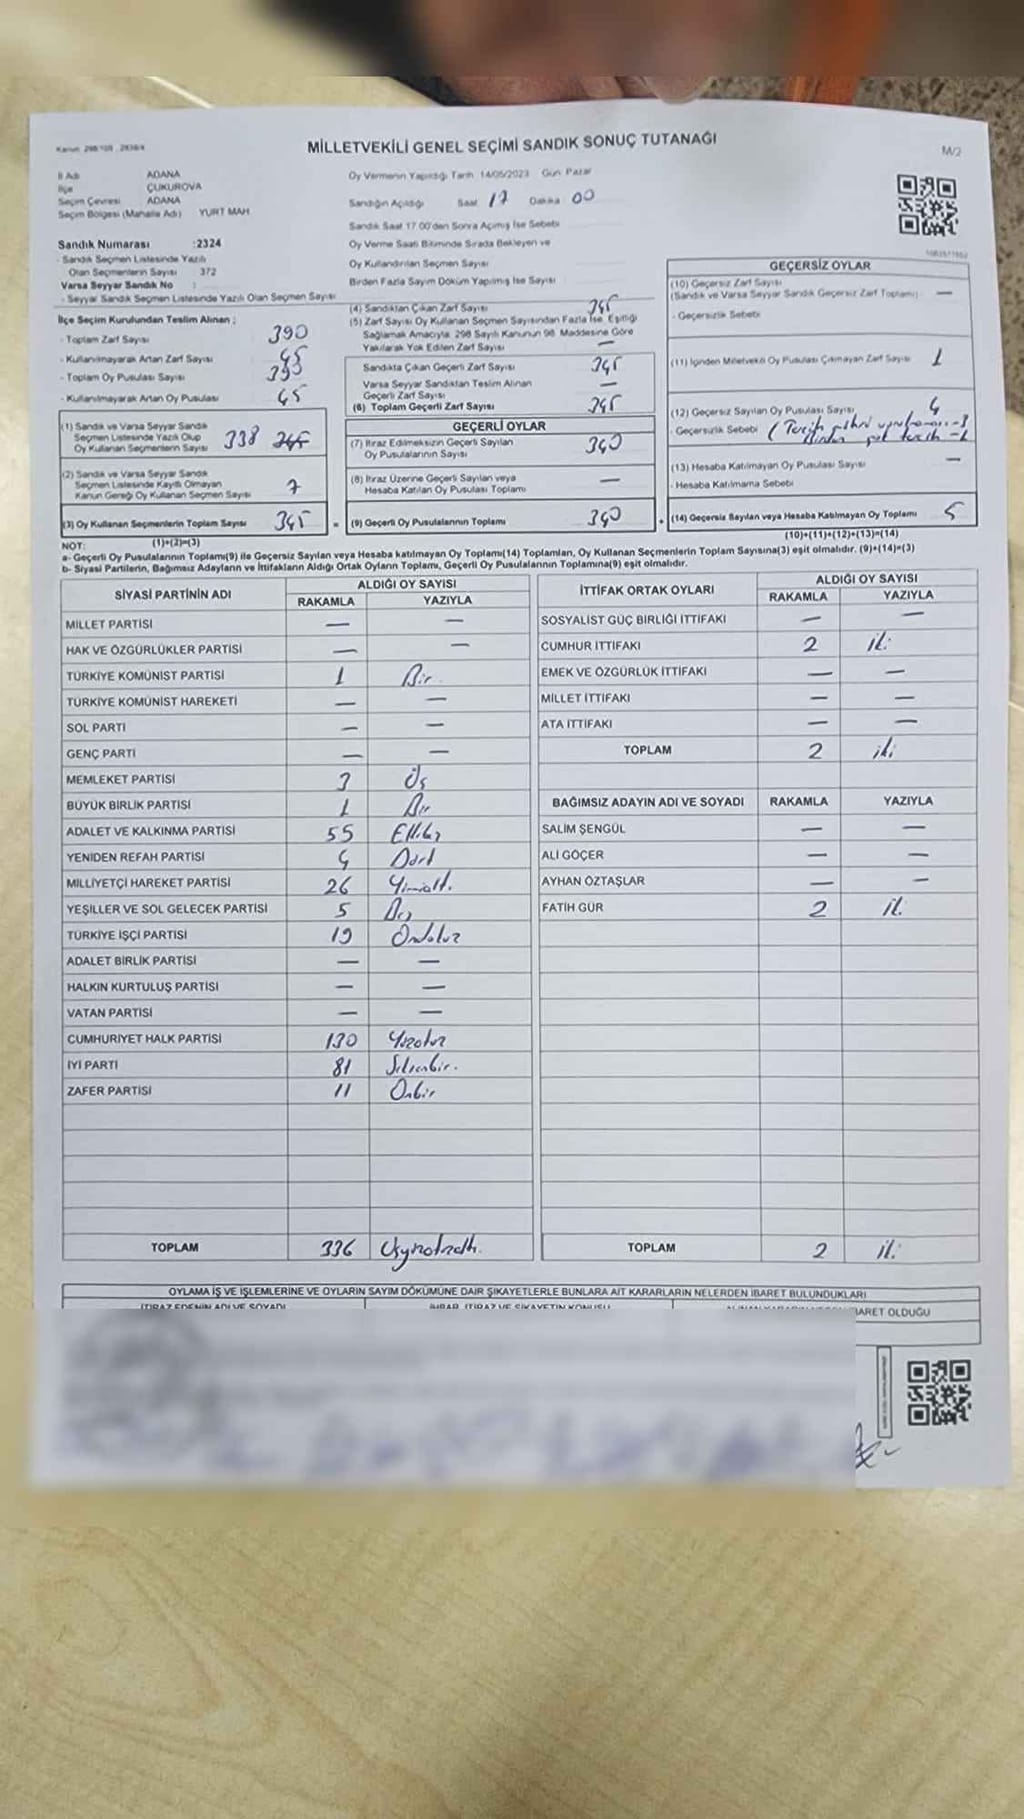 MİLLETVEKİLİ GENEL SEÇİMİ SANDIK SONUÇ TUTANAĞI
M/2
İl Adı ADANA
İlçe ÇUKUROVA
Seçim Çevresi ADANA
Seçim Bölgesi (Mahalle Adı) YURT MAH
Sandık Numarası :2324
- Sandık Seçmen Listesinde Yazılı
Olan Seçmenlerin Sayısı 372
Varsa Seyyar Sandık No :
- Seyyar Sandık Seçmen Listesinde Yazılı Olan Seçmen Sayısı
Oy Vermenin Yapıldığı Tarih 14/05/2023 Gün Pazar
Sandığın Açıldığı Saat 17 Dakika 00
Sandık Saat 17.00'den Sonra Açılmış İse Sebebi
Oy Verme Saati Bitiminde Sırada Bekleyen ve
Oy Kullandırılan Seçmen Sayısı
Birden Fazla Sayım Döküm Yapılmış İse Sayısı
İlçe Seçim Kurulundan Teslim Alınan ;
- Toplam Zarf Sayısı 390
- Kullanılmayarak Artan Zarf Sayısı 45
- Toplam Oy Pusulası Sayısı
- Kullanılmayarak Artan Oy Pusulası 45
(1) Sandık ve Varsa Seyyar Sandık
Seçmen Listesinde Yazılı Olup
Oy Kullanan Seçmenlerin Sayısı 338 345
(2) Sandık ve Varsa Seyyar Sandık
Seçmen Listesinde Kayıtlı Olmayan
Kanun Gereği Oy Kullanan Seçmen Sayısı 7
(3) Oy Kullanan Seçmenlerin Toplam Sayısı 345
(1)+(2)=(3)
(4) Sandıktan Çıkan Zarf Sayısı 345
(5) Zarf Sayısı Oy Kullanan Seçmen Sayısından Fazla İse, Eşitliği
Sağlamak Amacıyla, 298 Sayılı Kanunun 98. Maddesine Göre
Yakılarak Yok Edilen Zarf Sayısı —
Sandıkta Çıkan Geçerli Zarf Sayısı 345
Varsa Seyyar Sandıktan Teslim Alınan
Geçerli Zarf Sayısı —
(6) Toplam Geçerli Zarf Sayısı 345
GEÇERLİ OYLAR
(7) İtiraz Edilmeksizin Geçerli Sayılan
Oy Pusulalarının Sayısı 340
(8) İtiraz Üzerine Geçerli Sayılan veya
Hesaba Katılan Oy Pusulası Toplamı —
= (9) Geçerli Oy Pusulalarının Toplamı 340
GEÇERSİZ OYLAR
(10) Geçersiz Zarf Sayısı
(Sandık ve Varsa Seyyar Sandık Geçersiz Zarf Toplamı) —
- Geçersizlik Sebebi
(11) İçinden Milletvekili Oy Pusulası Çıkmayan Zarf Sayısı 1
(12) Geçersiz Sayılan Oy Pusulası Sayısı 4
- Geçersizlik Sebebi
(13) Hesaba Katılmayan Oy Pusulası Sayısı —
- Hesaba Katılmama Sebebi
+ (14) Geçersiz Sayılan veya Hesaba Katılmayan Oy Toplamı 5
(10)+(11)+(12)+(13)=(14)
NOT:
a- Geçerli Oy Pusulalarının Toplamı(9) ile Geçersiz Sayılan veya Hesaba katılmayan Oy Toplamı(14) Toplamları, Oy Kullanan Seçmenlerin Toplam Sayısına(3) eşit olmalıdır. (9)+(14)=(3)
b- Siyasi Partilerin, Bağımsız Adayların ve İttifakların Aldığı Ortak Oyların Toplamı, Geçerli Oy Pusulalarının Toplamına(9) eşit olmalıdır.
SİYASİ PARTİNİN ADI ALDIĞI OY SAYISI
RAKAMLA YAZIYLA
MİLLET PARTİSİ — —
HAK VE ÖZGÜRLÜKLER PARTİSİ — —
TÜRKİYE KOMÜNİST PARTİSİ 1 Bir
TÜRKİYE KOMÜNİST HAREKETİ — —
SOL PARTİ — —
GENÇ PARTİ — —
MEMLEKET PARTİSİ 3 Üç
BÜYÜK BİRLİK PARTİSİ 1 Bir
ADALET VE KALKINMA PARTİSİ 55 Ellibeş
YENİDEN REFAH PARTİSİ 4 Dört
MİLLİYETÇİ HAREKET PARTİSİ 26 Yirmialtı
YEŞİLLER VE SOL GELECEK PARTİSİ 5 Beş
TÜRKİYE İŞÇİ PARTİSİ 19 Ondokuz
ADALET BİRLİK PARTİSİ — —
HALKIN KURTULUŞ PARTİSİ — —
VATAN PARTİSİ — —
CUMHURİYET HALK PARTİSİ 130 Yüzotuz
İYİ PARTİ 81 Seksenbir
ZAFER PARTİSİ 11 Onbir
TOPLAM 336 Üçyüzotuzaltı
İTTİFAK ORTAK OYLARI ALDIĞI OY SAYISI
RAKAMLA YAZIYLA
SOSYALİST GÜÇ BİRLİĞİ İTTİFAKI — —
CUMHUR İTTİFAKI 2 iki
EMEK VE ÖZGÜRLÜK İTTİFAKI — —
MİLLET İTTİFAKI — —
ATA İTTİFAKI — —
TOPLAM 2 iki
BAĞIMSIZ ADAYIN ADI VE SOYADI RAKAMLA YAZIYLA
SALİM ŞENGÜL — —
ALİ GÖÇER — —
AYHAN ÖZTAŞLAR — —
FATİH GÜR 2 iki
TOPLAM 2 iki
OYLAMA İŞ VE İŞLEMLERİNE VE OYLARIN SAYIM DÖKÜMÜNE DAİR ŞİKAYETLERLE BUNLARA AİT KARARLARIN NELERDEN İBARET BULUNDUKLARI
İTİRAZ EDENİN ADI VE SOYADI İHBAR, İTİRAZ VE ŞİKAYETİN KONUSU
İBARET OLDUĞU